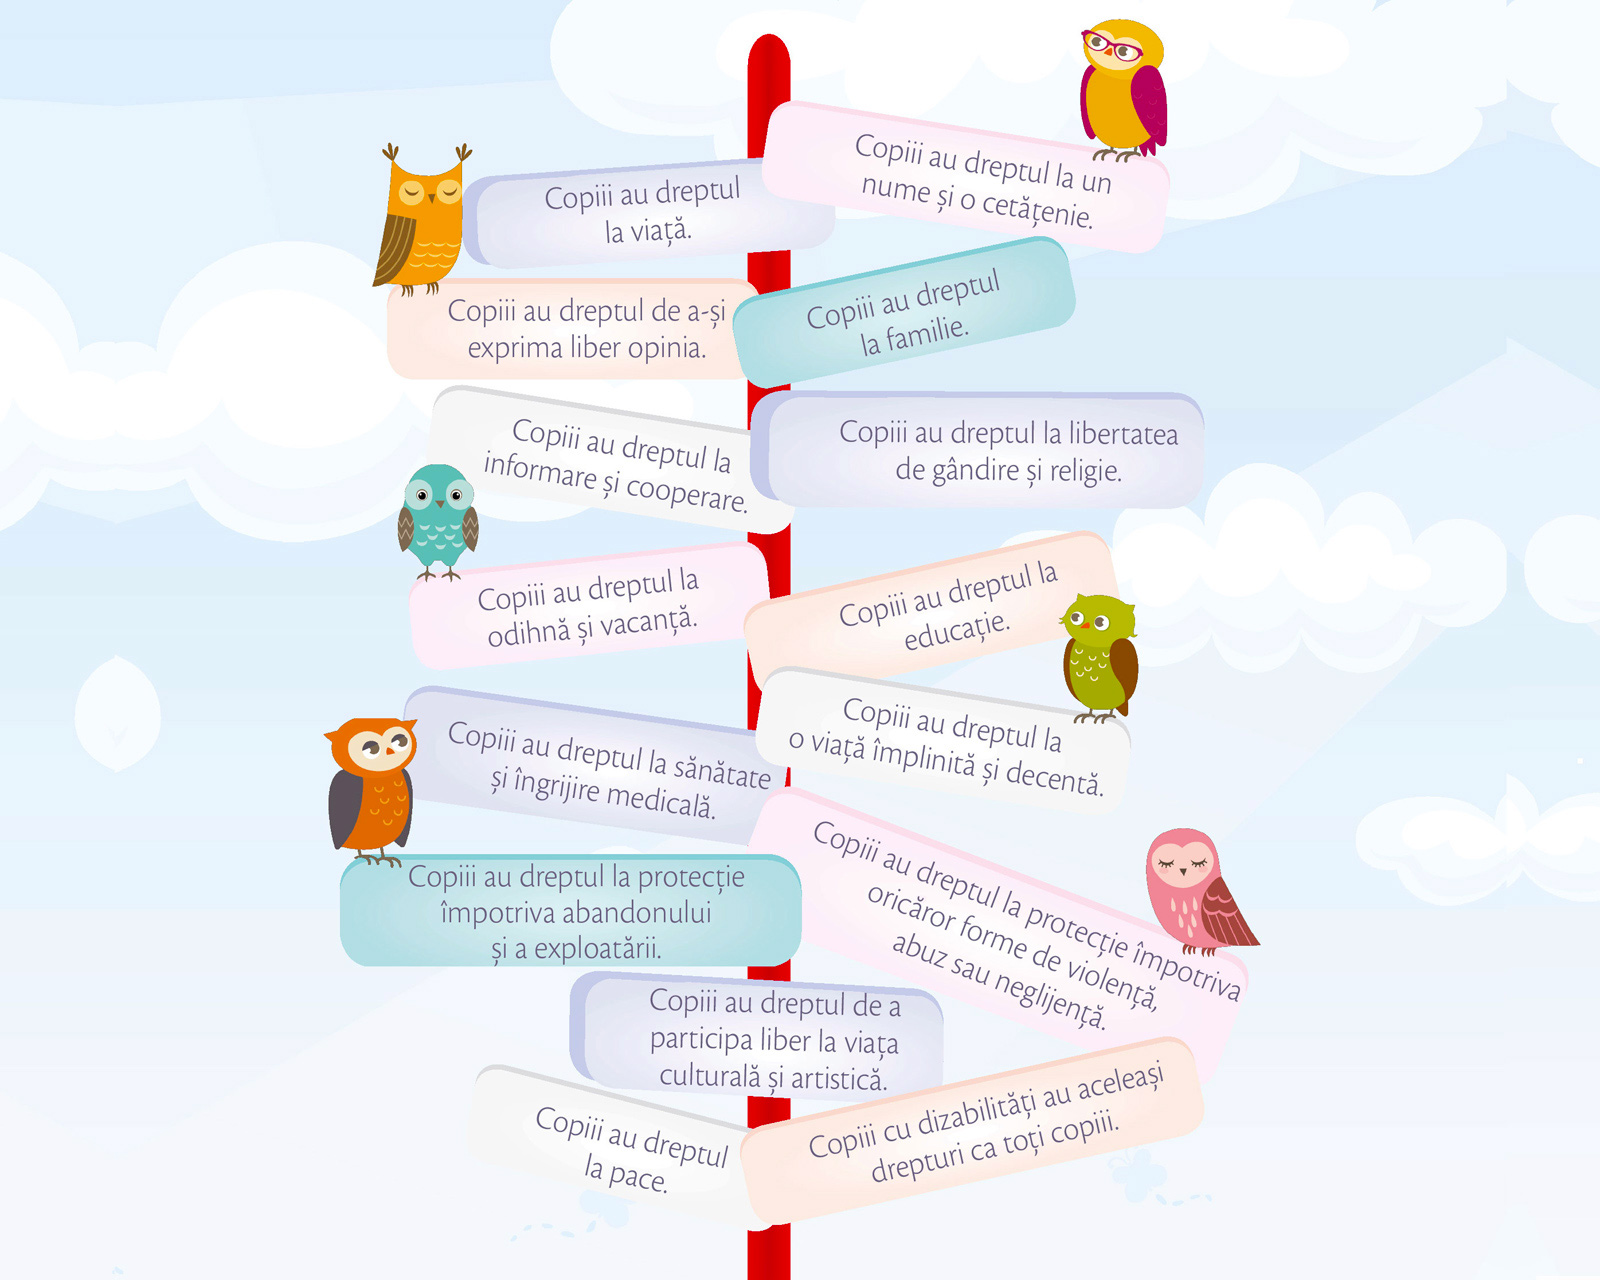 Copiii au dreptul la un
nume și o cetățenie.
Copiii au dreptul
la viață.
Copiii au dreptul
la familie.
Copiii au dreptul de a-și
exprima liber opinia.
Copiii au dreptul la libertatea
de gândire și religie.
Copiii au dreptul la
informare și cooperare.
Copiii au dreptul la
educație.
Copiii au dreptul la
odihnă și vacanță.
Copiii au dreptul la
o viață împlinită și decentă.
Copiii au dreptul la sănătate
și îngrijire medicală.
Copiii au dreptul la protecție împotriva
oricăror forme de violență,
abuz sau neglijență.
Copiii au dreptul la protecție
împotriva abandonului
și a exploatării.
Copiii au dreptul de a
participa liber la viața
culturală și artistică.
Copiii cu dizabilități au aceleași
drepturi ca toți copiii.
Copiii au dreptul
la pace.